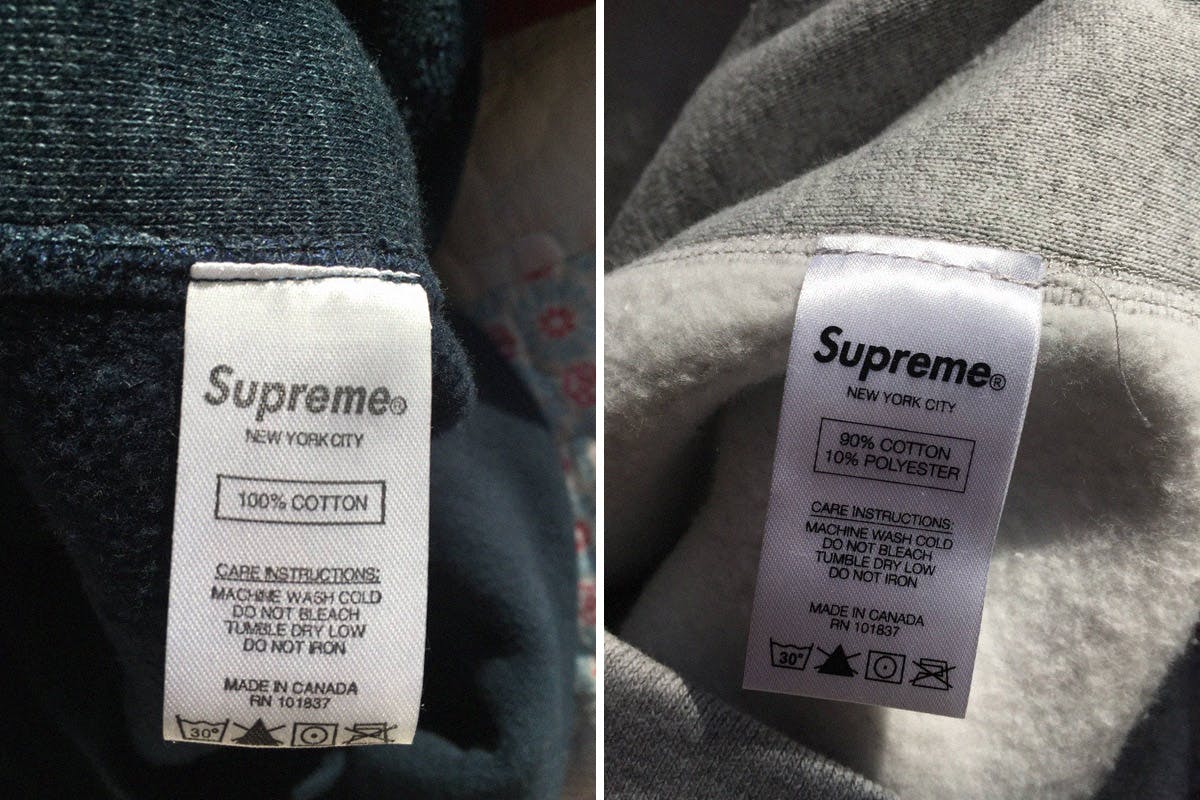 Supreme®
NEW YORK CITY
100% COTTON
CARE INSTRUCTIONS:
MACHINE WASH COLD
DO NOT BLEACH
TUMBLE DRY LOW
DO NOT IRON
MADE IN CANADA
RN 101837
30°
Supreme®
NEW YORK CITY
90% COTTON
10% POLYESTER
CARE INSTRUCTIONS:
MACHINE WASH COLD
DO NOT BLEACH
TUMBLE DRY LOW
DO NOT IRON
MADE IN CANADA
RN 101837
30°